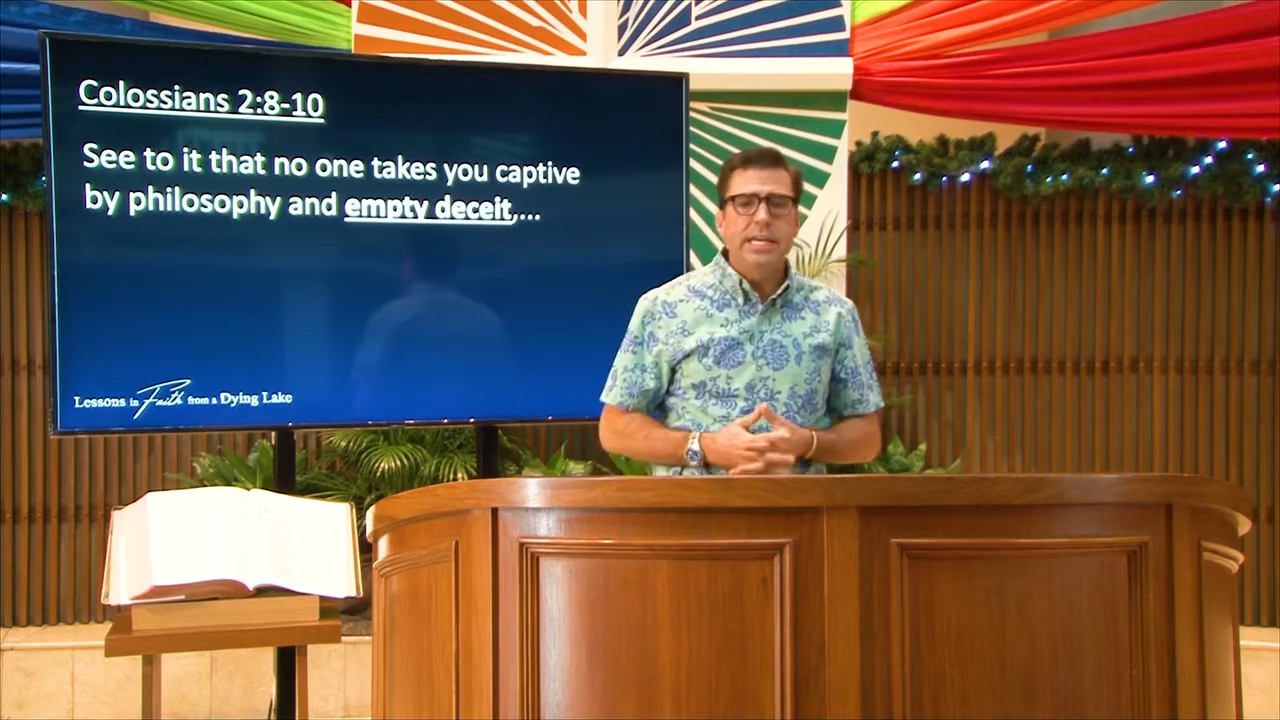 Colossians 2:8-10
See to it that no one takes you captive
by philosophy and empty deceit,...
Lessons in Faith from a Dying Lake